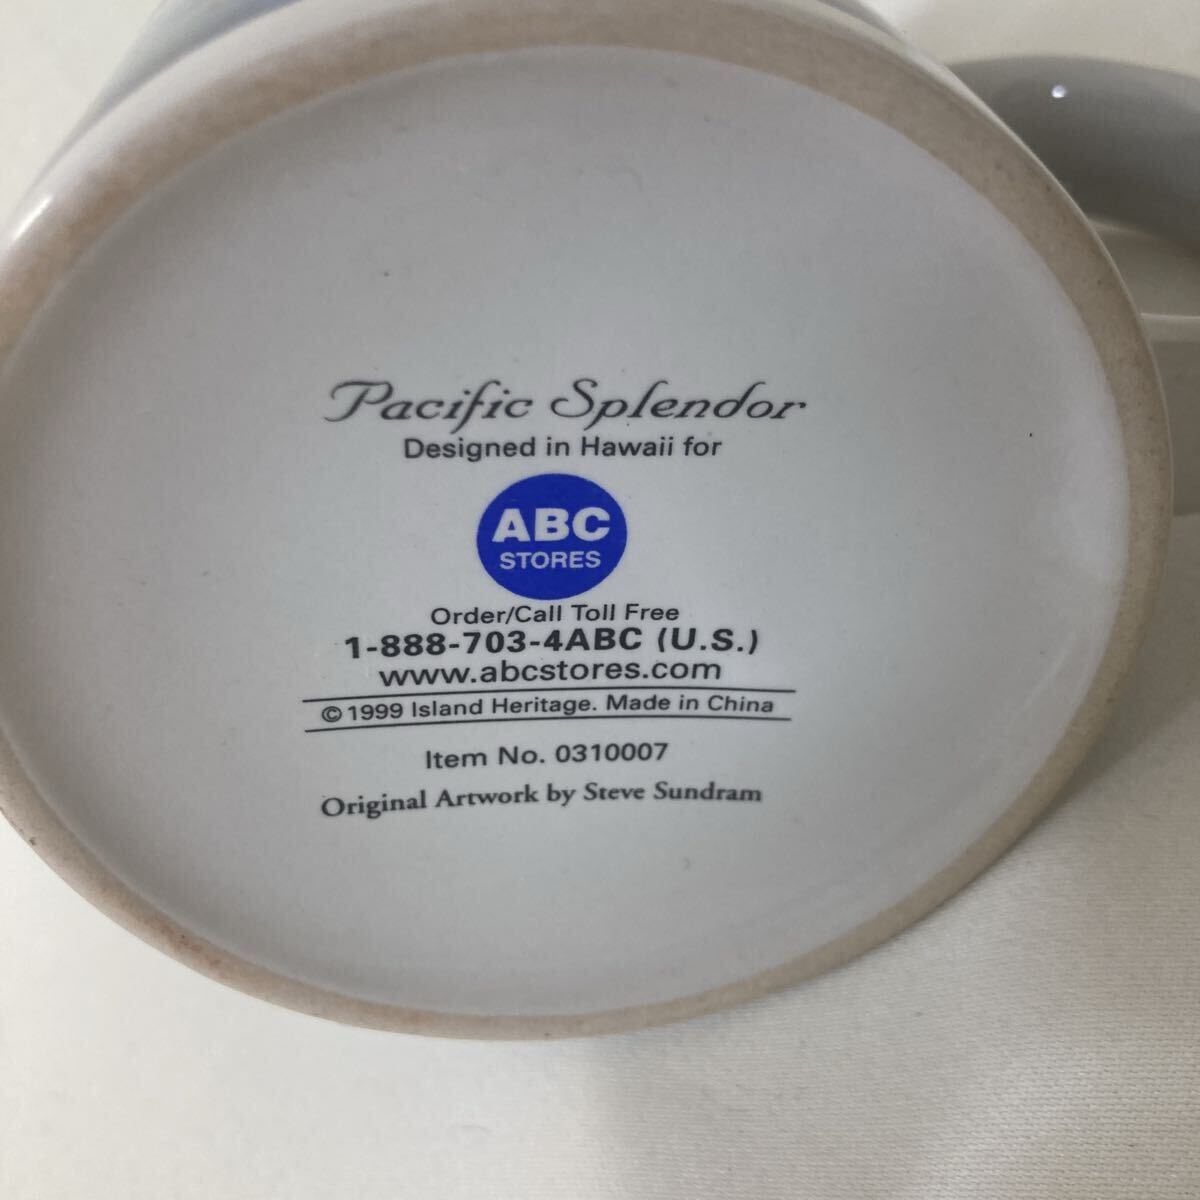 Pacific Splendor
Designed in Hawaii for
ABC
STORES
Order/Call Toll Free
1-888-703-4ABC (U.S.)
www.abcstores.com
© 1999 Island Heritage. Made in China
Item No. 0310007
Original Artwork by Steve Sundram